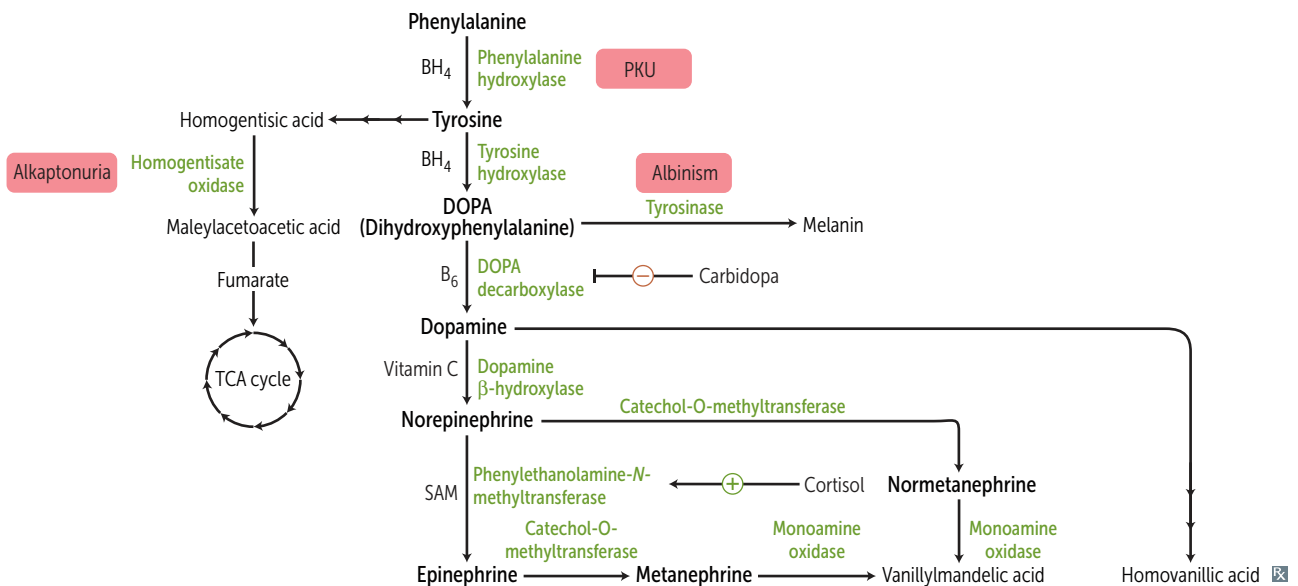 Phenylalanine
BH4
Phenylalanine
hydroxylase
PKU
Homogentisic acid
Tyrosine
Alkaptonuria
Homogentisate
oxidase
BH4
Tyrosine
hydroxylase
Albinism
Tyrosinase
Maleylacetoacetic acid
DOPA
(Dihydroxyphenylalanine)
Melanin
Fumarate
B6
DOPA
decarboxylase
−
Carbidopa
Dopamine
TCA cycle
Vitamin C
Dopamine
β-hydroxylase
Norepinephrine
Catechol-O-methyltransferase
SAM
Phenylethanolamine-N-
methyltransferase
+
Cortisol
Normetanephrine
Catechol-O-
methyltransferase
Monoamine
oxidase
Monoamine
oxidase
Epinephrine
Metanephrine
Vanillylmandelic acid
Homovanillic acid
℞